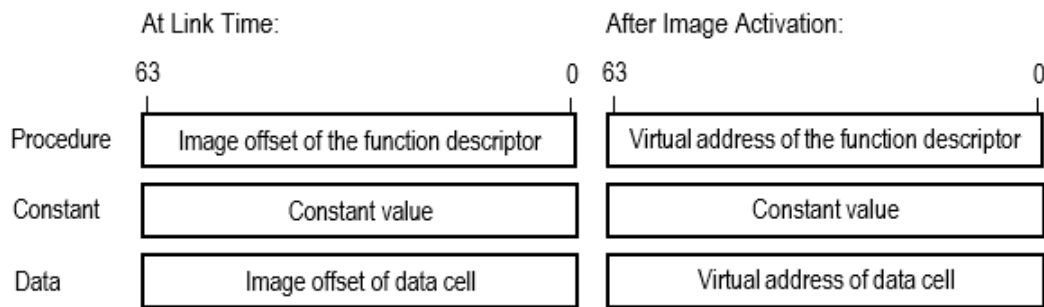 At Link Time: After Image Activation:
63 0 63 0
Procedure Image offset of the function descriptor Virtual address of the function descriptor
Constant Constant value Constant value
Data Image offset of data cell Virtual address of data cell